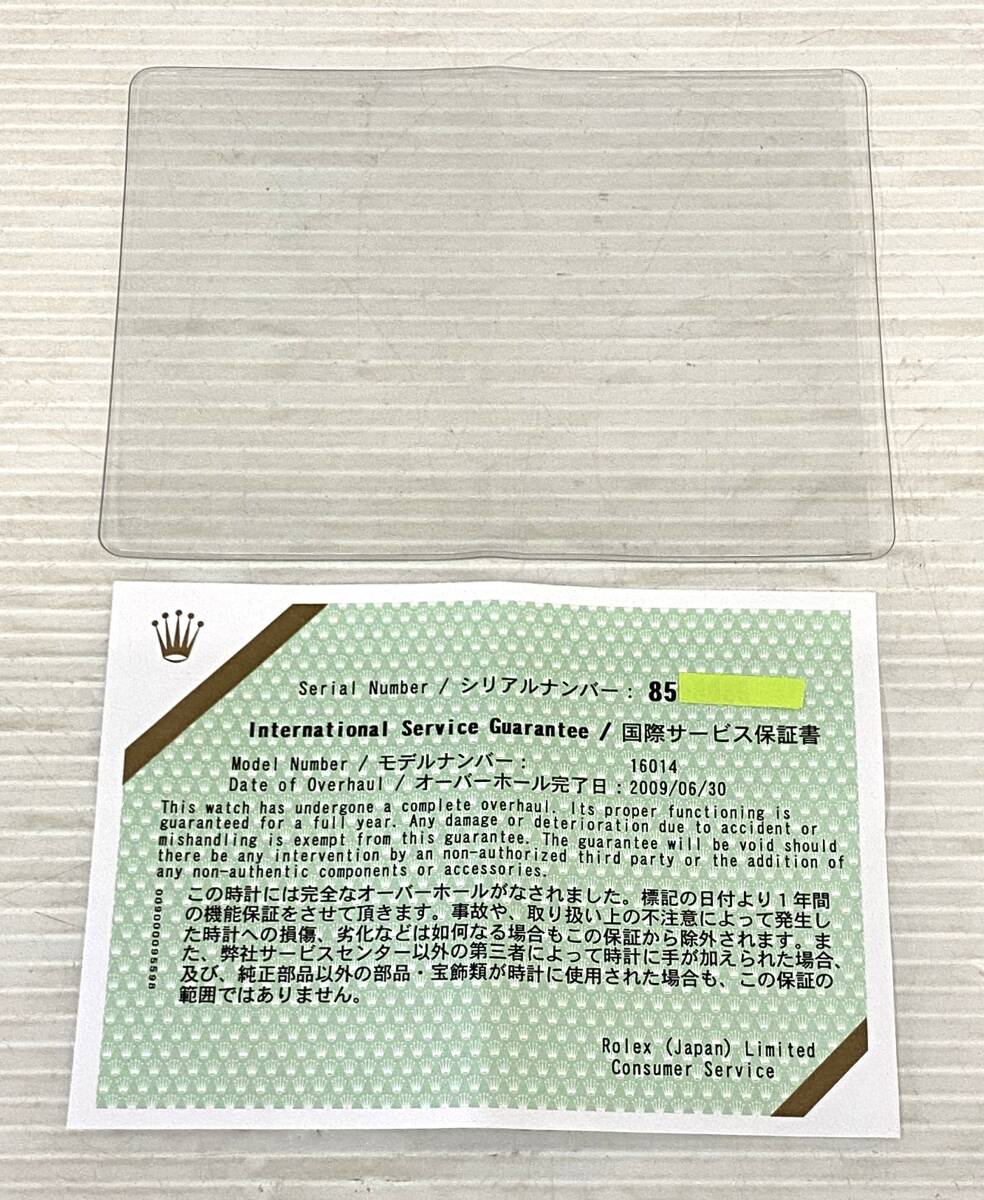 Serial Number / シリアルナンバー : 85
International Service Guarantee / 国際サービス保証書
Model Number / モデルナンバー : 16014
Date of Overhaul / オーバーホール完了日 : 2009/06/30
This watch has undergone a complete overhaul. Its proper functioning is
guaranteed for a full year. Any damage or deterioration due to accident or
mishandling is exempt from this guarantee. The guarantee will be void should
there be any intervention by an non-authorized third party or the addition of
any non-authentic components or accessories.
この時計には完全なオーバーホールがなされました。標記の日付より1年間
の機能保証をさせて頂きます。事故や、取り扱い上の不注意によって発生し
た時計への損傷、劣化などは如何なる場合もこの保証から除外されます。ま
た、弊社サービスセンター以外の第三者によって時計に手が加えられた場合、
及び、純正部品以外の部品・宝飾類が時計に使用された場合も、この保証の
範囲ではありません。
Rolex (Japan) Limited
Consumer Service